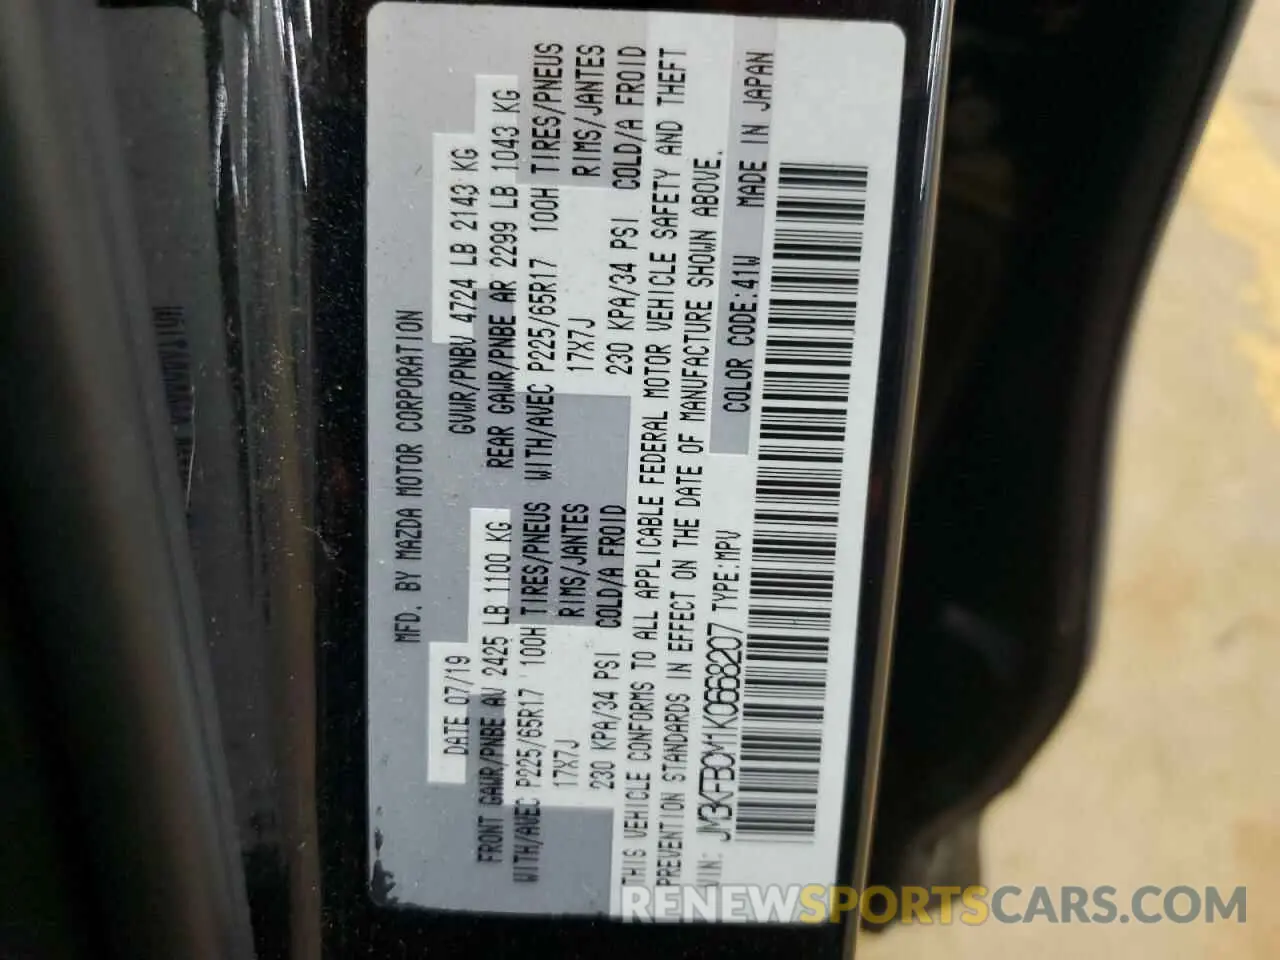 MFD. BY MAZDA MOTOR CORPORATION
DATE 07/19 GVWR/PNBV 4724 LB 2143 KG
FRONT GAWR/PNBE AV 2425 LB 1100 KG REAR GAWR/PNBE AR 2299 LB 1043 KG
WITH/AVEC P225/65R17 100H TIRES/PNEUS WITH/AVEC P225/65R17 100H TIRES/PNEUS
17X7J RIMS/JANTES 17X7J RIMS/JANTES
230 KPA/34 PSI COLD/A FROID 230 KPA/34 PSI COLD/A FROID
THIS VEHICLE CONFORMS TO ALL APPLICABLE FEDERAL MOTOR VEHICLE SAFETY AND THEFT
PREVENTION STANDARDS IN EFFECT ON THE DATE OF MANUFACTURE SHOWN ABOVE.
VIN: JM3KFBCM1K0668207 TYPE:MPV COLOR CODE:41W MADE IN JAPAN
RENEWSPORTSCARS.COM